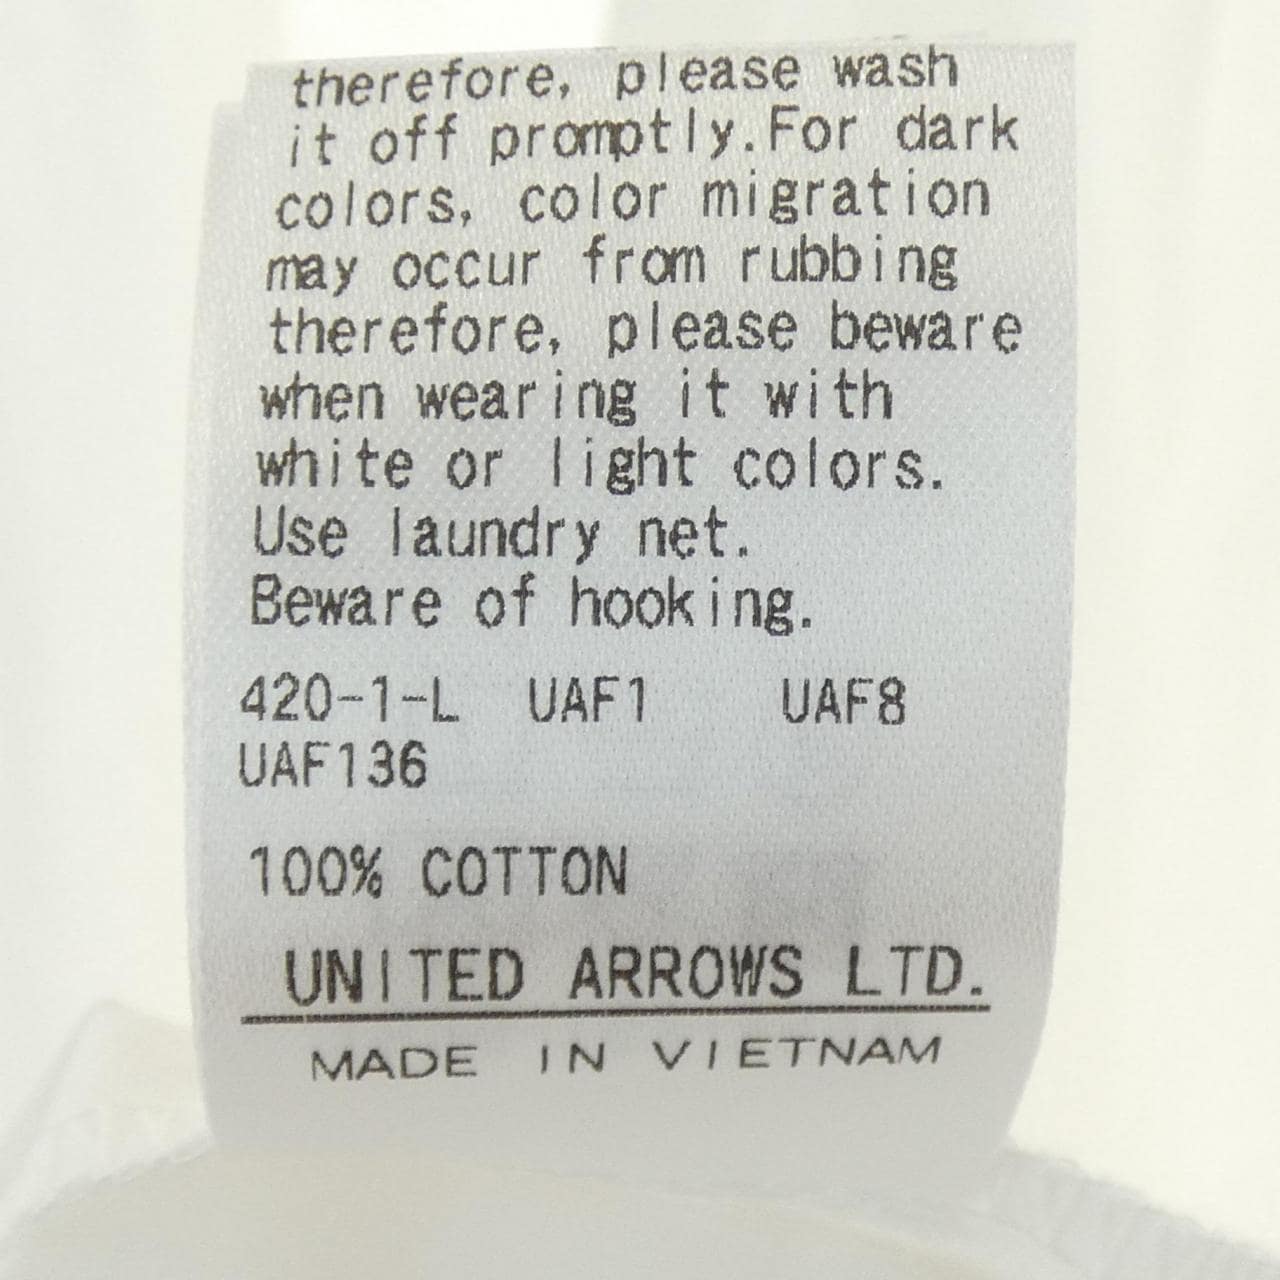 therefore, please wash
it off promptly.For dark
colors, color migration
may occur from rubbing
therefore, please beware
when wearing it with
white or light colors.
Use laundry net.
Beware of hooking.
420-1-L UAF1 UAF8
UAF136
100% COTTON
UNITED ARROWS LTD.
MADE IN VIETNAM